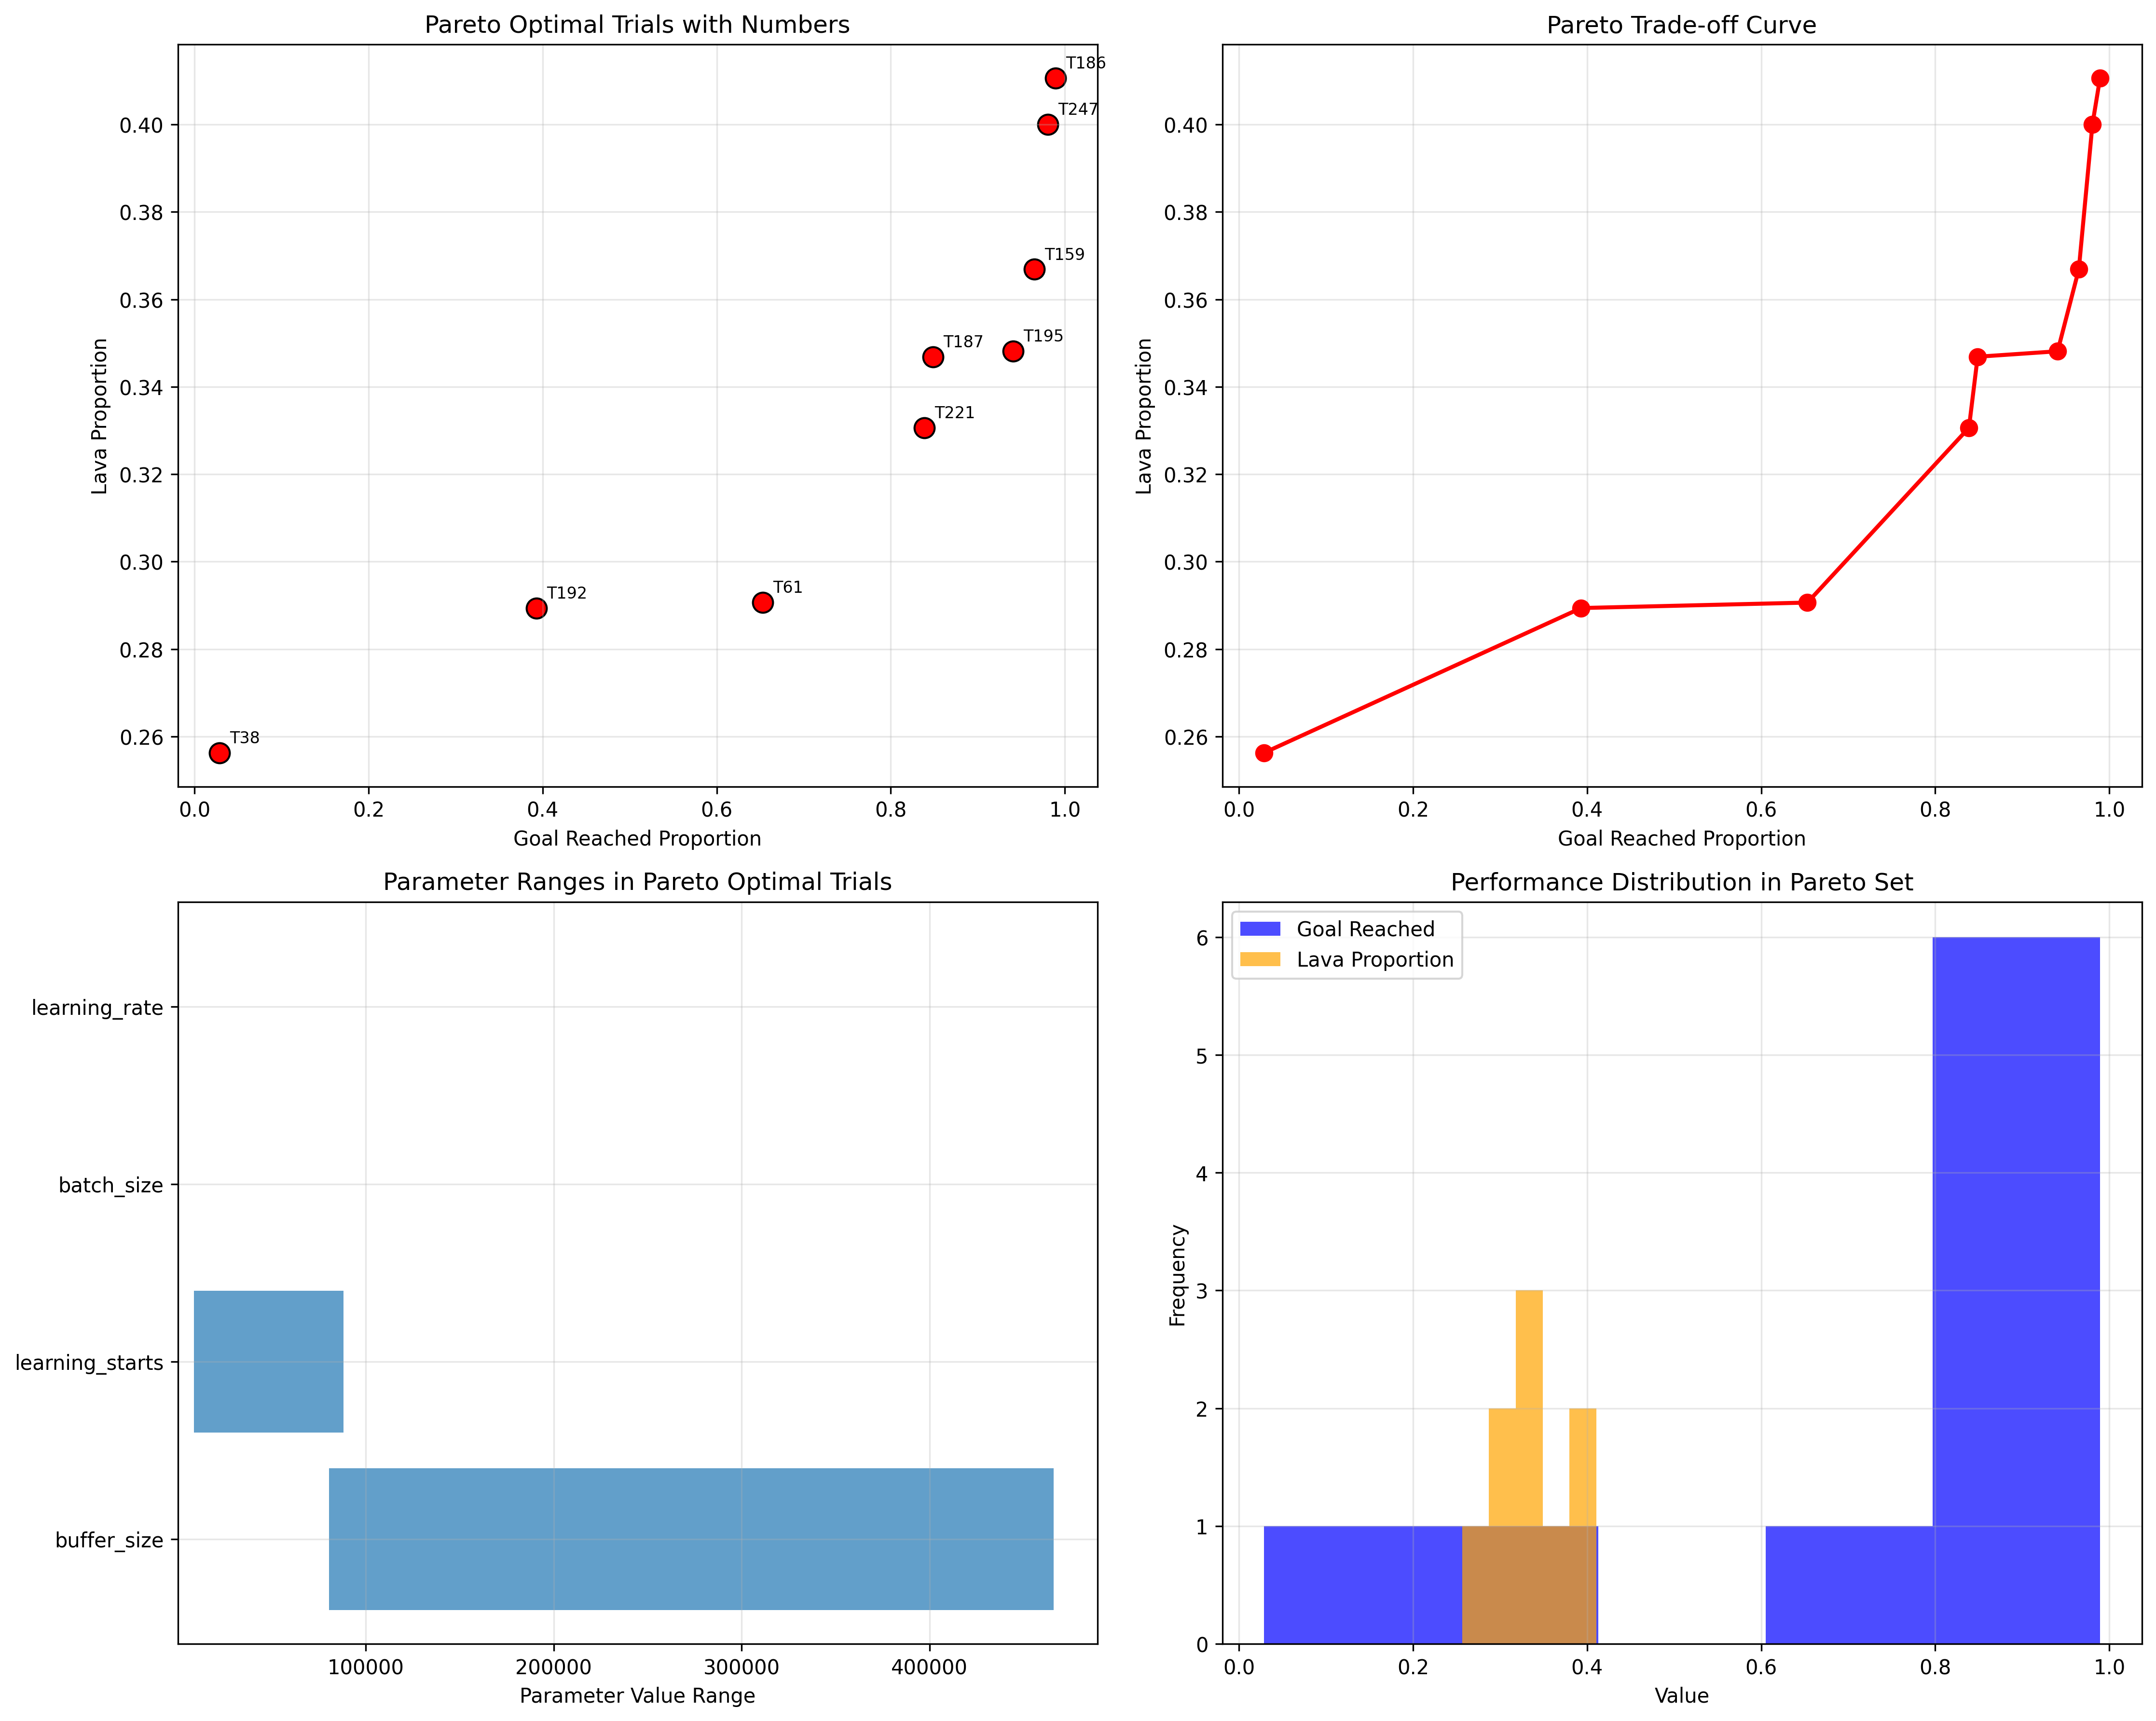 Pareto Optimal Trials with Numbers
T186
T247
0.40
0.38
T159
0.36
T195
T187
0.34
T221
0.32
0.30
T192
T61
0.28
0.26
T38
Lava Proportion
0.0 0.2 0.4 0.6 0.8 1.0
Goal Reached Proportion
Pareto Trade-off Curve
0.40
0.38
0.36
0.34
0.32
0.30
0.28
0.26
Lava Proportion
0.0 0.2 0.4 0.6 0.8 1.0
Goal Reached Proportion
Parameter Ranges in Pareto Optimal Trials
learning_rate
batch_size
learning_starts
buffer_size
100000 200000 300000 400000
Parameter Value Range
Performance Distribution in Pareto Set
Goal Reached
Lava Proportion
6
5
4
3
2
1
0
Frequency
0.0 0.2 0.4 0.6 0.8 1.0
Value